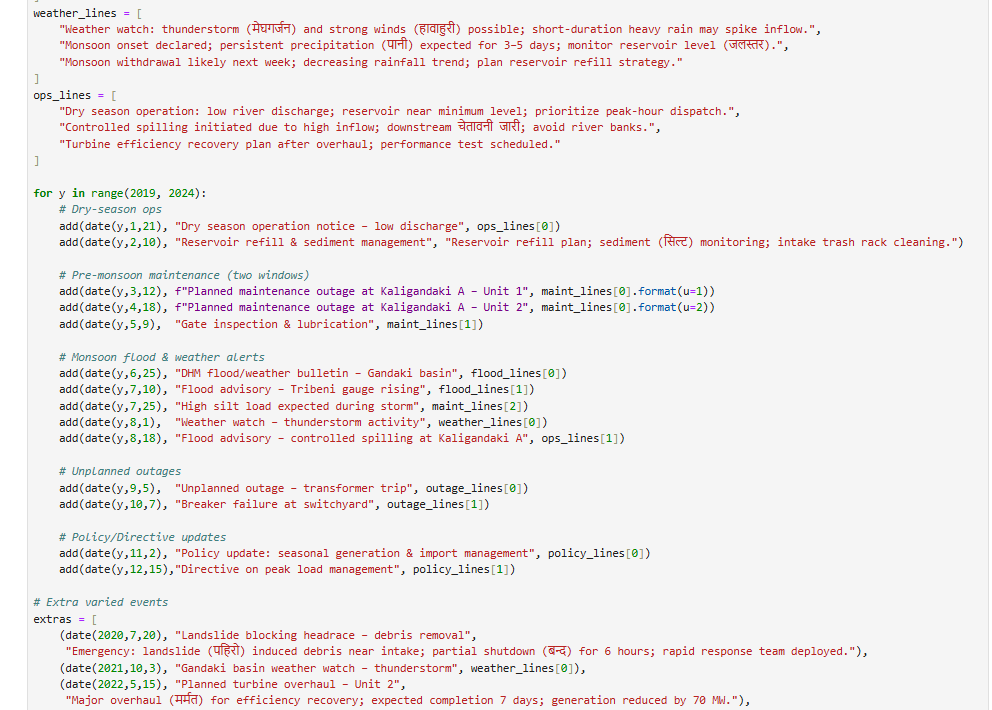 weather_lines = [
    "Weather watch: thunderstorm (मेघगर्जन) and strong winds (हावाहुरी) possible; short-duration heavy rain may spike inflow.",
    "Monsoon onset declared; persistent precipitation (पानी) expected for 3–5 days; monitor reservoir level (जलस्तर).",
    "Monsoon withdrawal likely next week; decreasing rainfall trend; plan reservoir refill strategy."
]
ops_lines = [
    "Dry season operation: low river discharge; reservoir near minimum level; prioritize peak-hour dispatch.",
    "Controlled spilling initiated due to high inflow; downstream चेतावनी जारी; avoid river banks.",
    "Turbine efficiency recovery plan after overhaul; performance test scheduled."
]

for y in range(2019, 2024):
    # Dry-season ops
    add(date(y,1,21), "Dry season operation notice – low discharge", ops_lines[0])
    add(date(y,2,10), "Reservoir refill & sediment management", "Reservoir refill plan; sediment (सिल्ट) monitoring; intake trash rack cleaning.")

    # Pre-monsoon maintenance (two windows)
    add(date(y,3,12), f"Planned maintenance outage at Kaligandaki A – Unit 1", maint_lines[0].format(u=1))
    add(date(y,4,18), f"Planned maintenance outage at Kaligandaki A – Unit 2", maint_lines[0].format(u=2))
    add(date(y,5,9),  "Gate inspection & lubrication", maint_lines[1])

    # Monsoon flood & weather alerts
    add(date(y,6,25), "DHM flood/weather bulletin – Gandaki basin", flood_lines[0])
    add(date(y,7,10), "Flood advisory – Tribeni gauge rising", flood_lines[1])
    add(date(y,7,25), "High silt load expected during storm", maint_lines[2])
    add(date(y,8,1),  "Weather watch – thunderstorm activity", weather_lines[0])
    add(date(y,8,18), "Flood advisory – controlled spilling at Kaligandaki A", ops_lines[1])

    # Unplanned outages
    add(date(y,9,5),  "Unplanned outage – transformer trip", outage_lines[0])
    add(date(y,10,7), "Breaker failure at switchyard", outage_lines[1])

    # Policy/Directive updates
    add(date(y,11,2), "Policy update: seasonal generation & import management", policy_lines[0])
    add(date(y,12,15),"Directive on peak load management", policy_lines[1])

# Extra varied events
extras = [
    (date(2020,7,20), "Landslide blocking headrace – debris removal",
     "Emergency: landslide (पहिरो) induced debris near intake; partial shutdown (बन्द) for 6 hours; rapid response team deployed."),
    (date(2021,10,3), "Gandaki basin weather watch – thunderstorm", weather_lines[0]),
    (date(2022,5,15), "Planned turbine overhaul – Unit 2",
     "Major overhaul (मर्मत) for efficiency recovery; expected completion 7 days; generation reduced by 70 MW."),